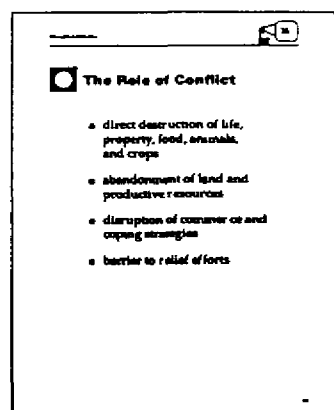 The Role of Conflict
• direct destruction of life,
property, food, animals,
and crops
• abandonment of land and
productive resources
• disruption of commerce and
coping strategies
• barrier to relief efforts